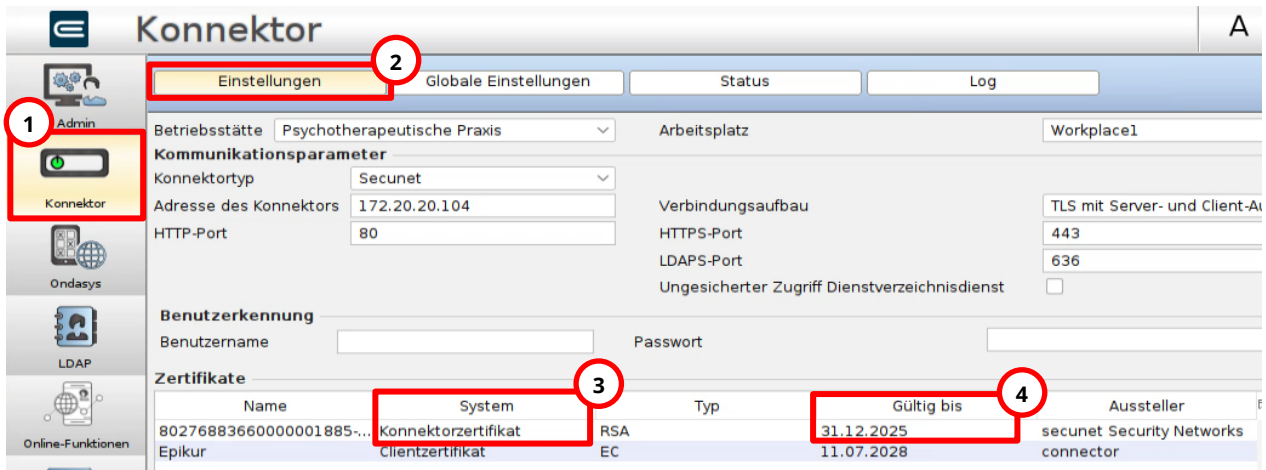 Konnektor
A
2
Einstellungen Globale Einstellungen Status Log
Admin
1
Betriebsstätte Psychotherapeutische Praxis Arbeitsplatz Workplace1
Kommunikationsparameter
Konnektortyp Secunet
Konnektor
Adresse des Konnektors 172.20.20.104 Verbindungsaufbau TLS mit Server- und Client-Au
HTTP-Port 80 HTTPS-Port 443
LDAPS-Port 636
Ondasys
Ungesicherter Zugriff Dienstverzeichnisdienst
Benutzerkennung
Benutzername Passwort
LDAP
Zertifikate
3
4
Name System Typ Gültig bis Aussteller
80276883660000001885-... Konnektorzertifikat RSA 31.12.2025 secunet Security Networks
Online-Funktionen
Epikur Clientzertifikat EC 11.07.2028 connector